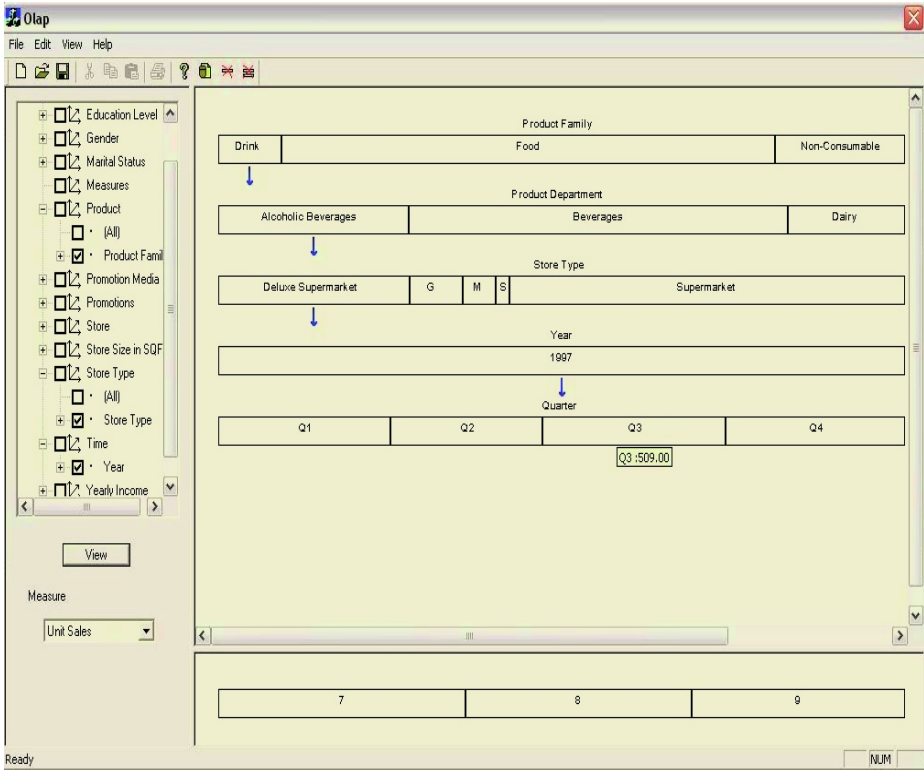 Olap
File Edit View Help
Education Level
Gender
Marital Status
Measures
Product
(All)
Product Famil
Promotion Media
Promotions
Store
Store Size in SQF
Store Type
(All)
Store Type
Time
Year
Yearly Income
View
Measure
Unit Sales
Product Family
Drink Food Non-Consumable
Product Department
Alcoholic Beverages Beverages Dairy
Store Type
Deluxe Supermarket G M S Supermarket
Year
1997
Quarter
Q1 Q2 Q3 Q4
Q3 :509.00
7 8 9
Ready NUM